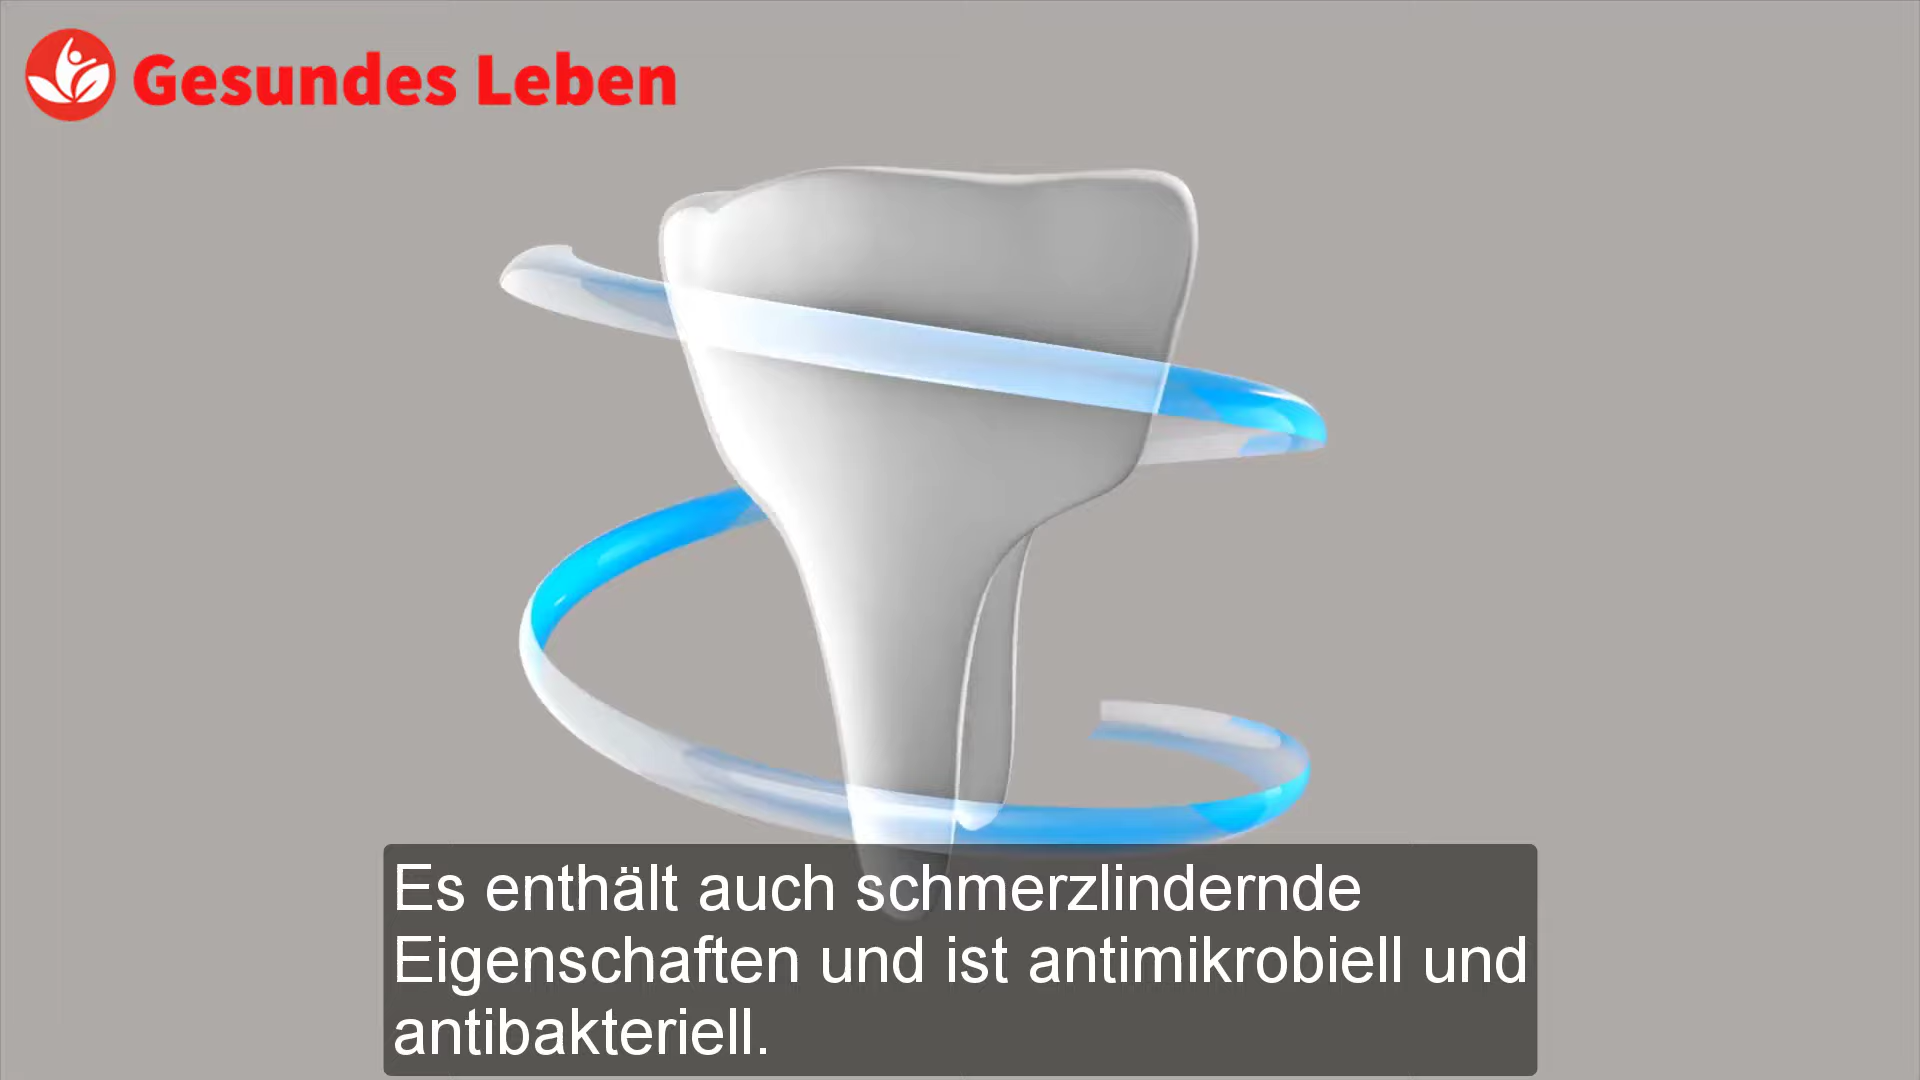 Gesundes Leben
Es enthält auch schmerzlindernde
Eigenschaften und ist antimikrobiell und
antibakteriell.